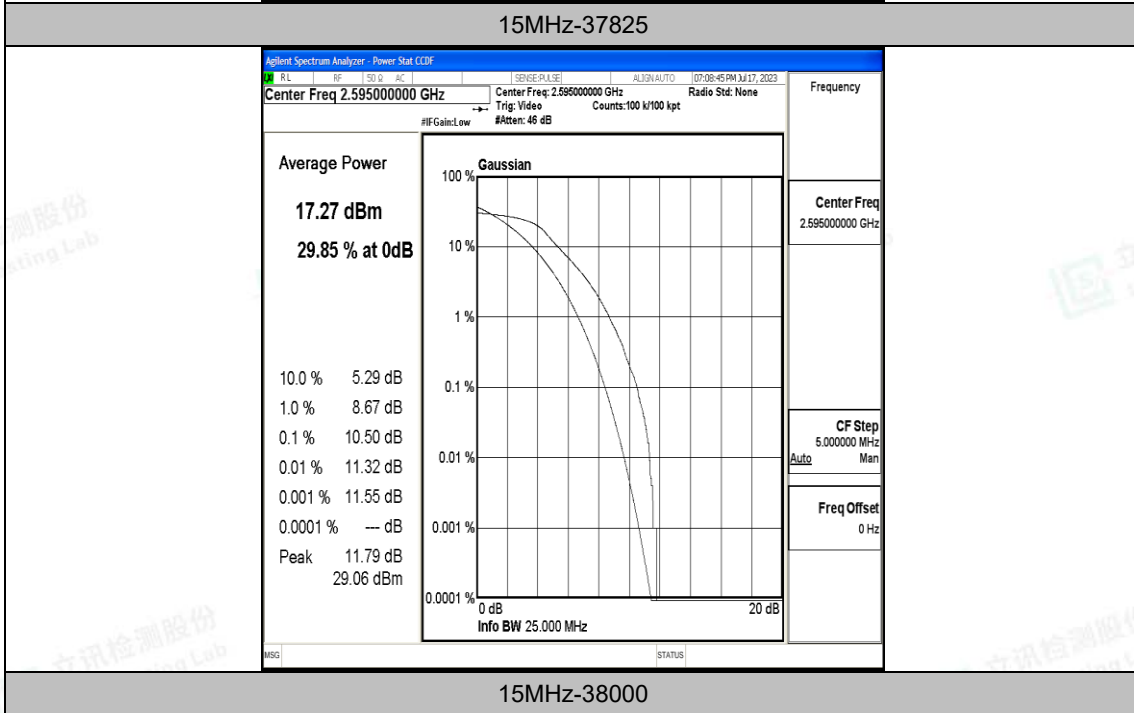 15MHz-37825
Agilent Spectrum Analyzer - Power Stat CCDF
RL RF 50 Ω AC SENSE:PULSE ALIGN AUTO 07:08:45 PM Jul 17, 2023
Center Freq 2.595000000 GHz
Center Freq: 2.595000000 GHz Radio Std: None
Trig: Video Counts:100 k/100 kpt
#IFGain:Low #Atten: 46 dB
Frequency
Average Power
17.27 dBm
29.85 % at 0dB
10.0 % 5.29 dB
1.0 % 8.67 dB
0.1 % 10.50 dB
0.01 % 11.32 dB
0.001 % 11.55 dB
0.0001 % --- dB
Peak 11.79 dB
29.06 dBm
Gaussian
100 %
10 %
1 %
0.1 %
0.01 %
0.001 %
0.0001 %
0 dB 20 dB
Info BW 25.000 MHz
Center Freq
2.595000000 GHz
CF Step
5.000000 MHz
Auto Man
Freq Offset
0 Hz
MSG STATUS
15MHz-38000
立讯检测股份